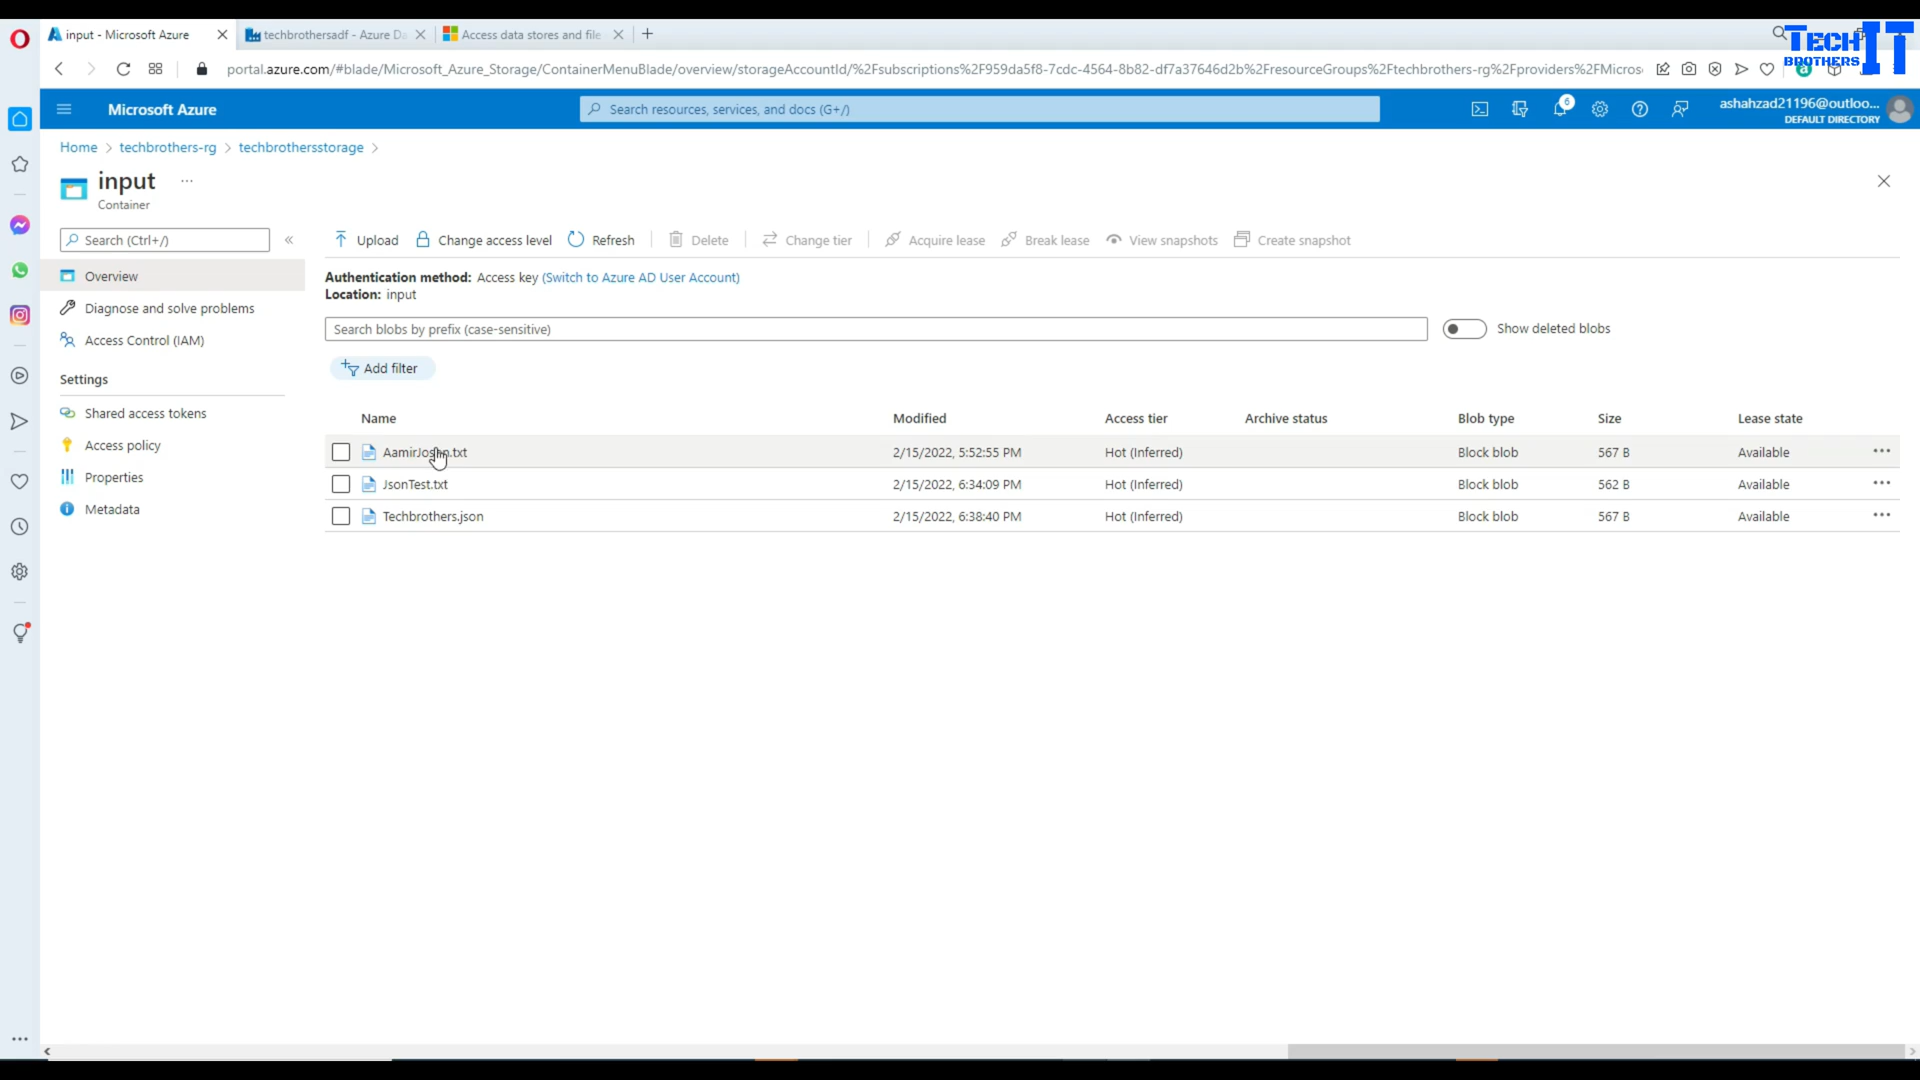 input - Microsoft Azure
techbrothersadf - Azure Da
Access data stores and file
TECH IT
BROTHERS
portal.azure.com/#blade/Microsoft_Azure_Storage/ContainerMenuBlade/overview/storageAccountId/%2Fsubscriptions%2F959da5f8-7cdc-4564-8b82-df7a37646d2b%2FresourceGroups%2Ftechbrothers-rg%2Fproviders%2FMicros
Microsoft Azure
Search resources, services, and docs (G+/)
6
ashahzad21196@outloo...
DEFAULT DIRECTORY
Home > techbrothers-rg > techbrothersstorage >
input ...
Container
Search (Ctrl+/)
Upload Change access level Refresh Delete Change tier Acquire lease Break lease View snapshots Create snapshot
Overview
Diagnose and solve problems
Access Control (IAM)
Settings
Shared access tokens
Access policy
Properties
Metadata
Authentication method: Access key (Switch to Azure AD User Account)
Location: input
Search blobs by prefix (case-sensitive)
Show deleted blobs
Add filter
Name Modified Access tier Archive status Blob type Size Lease state
2/15/2022, 5:52:55 PM Hot (Inferred) Block blob 567 B Available
JsonTest.txt 2/15/2022, 6:34:09 PM Hot (Inferred) Block blob 562 B Available
Techbrothers.json 2/15/2022, 6:38:40 PM Hot (Inferred) Block blob 567 B Available